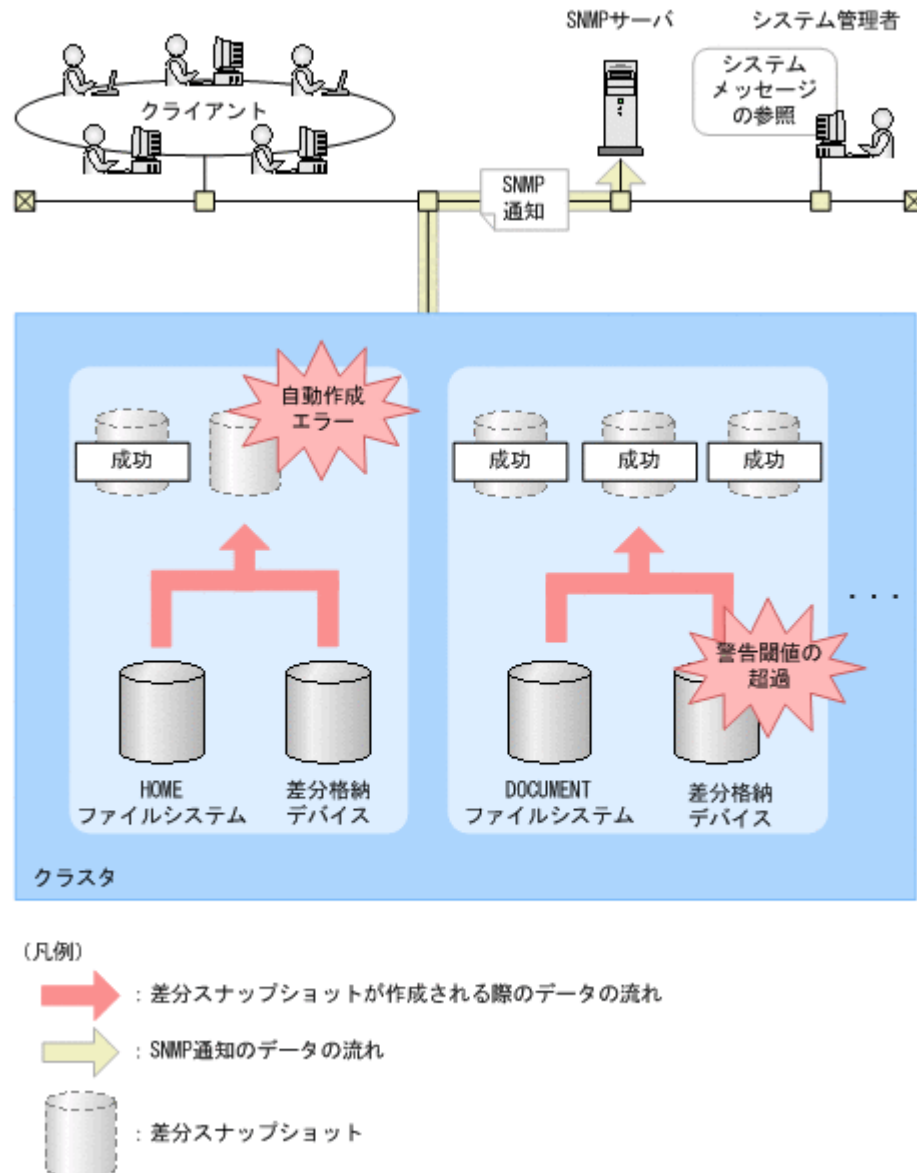 SNMPサーバ
システム管理者
システム
メッセージ
の参照
クライアント
SNMP
通知
自動作成
エラー
成功
成功
成功
成功
・・・
警告閾値の
超過
HOME
ファイルシステム
差分格納
デバイス
DOCUMENT
ファイルシステム
差分格納
デバイス
クラスタ
(凡例)
:差分スナップショットが作成される際のデータの流れ
:SNMP通知のデータの流れ
:差分スナップショット